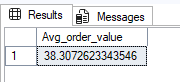 Results Messages
Avg_order_value
1 38.3072623343546